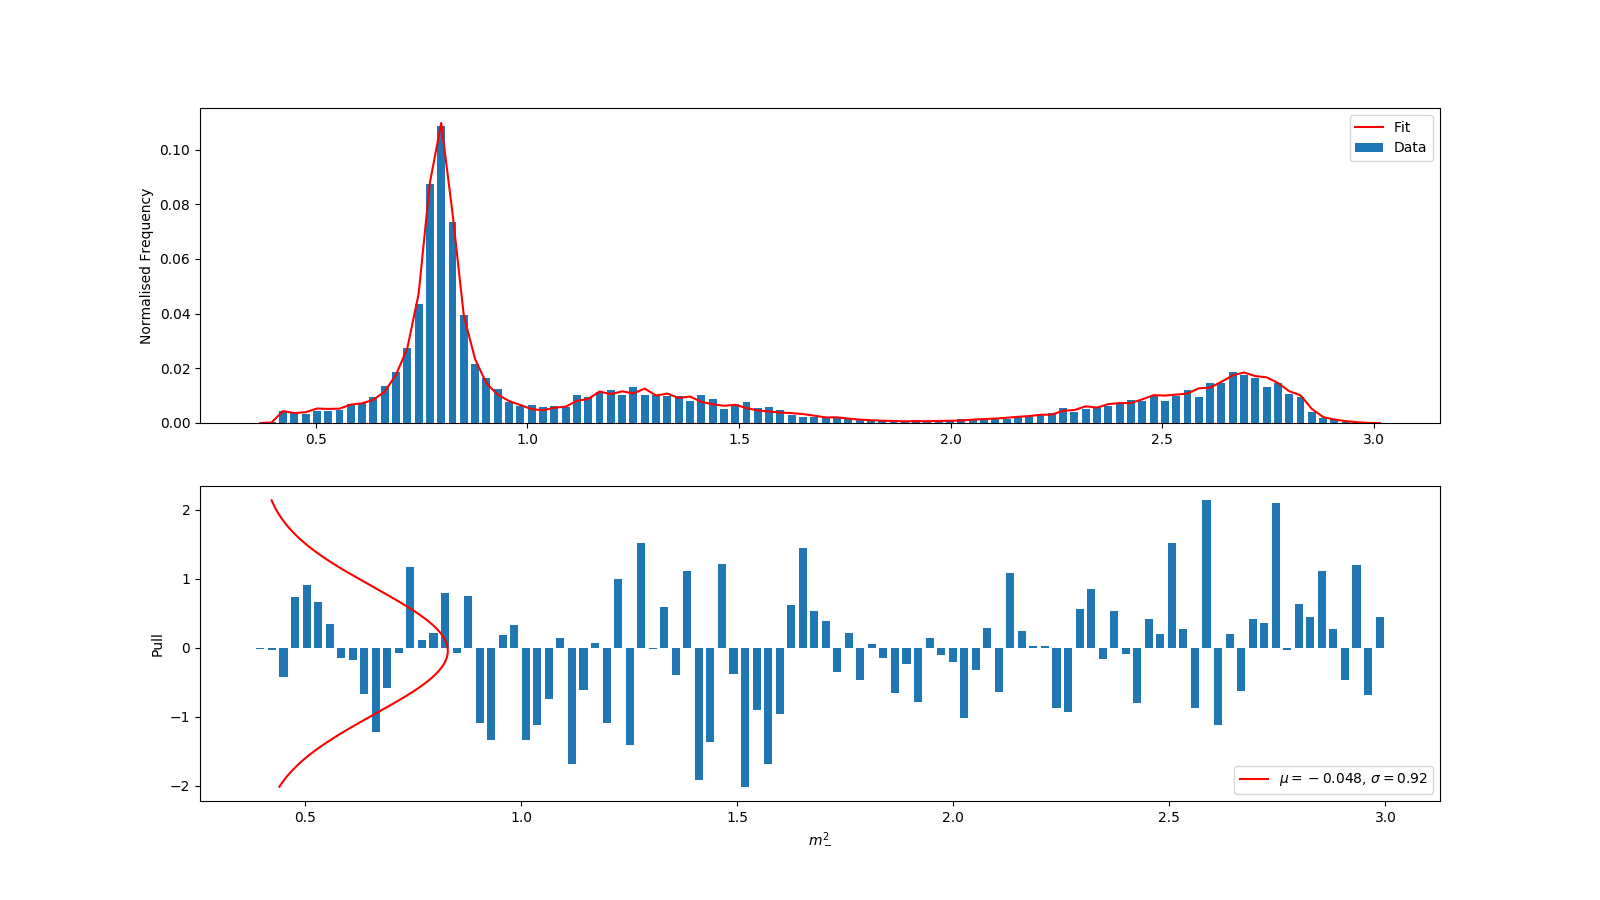 Normalised Frequency
0.10
0.08
0.06
0.04
0.02
0.00
Fit
Data
0.5 1.0 1.5 2.0 2.5 3.0
Pull
2
1
0
−1
−2
μ = −0.048, σ = 0.92
0.5 1.0 1.5 2.0 2.5 3.0
m²₋